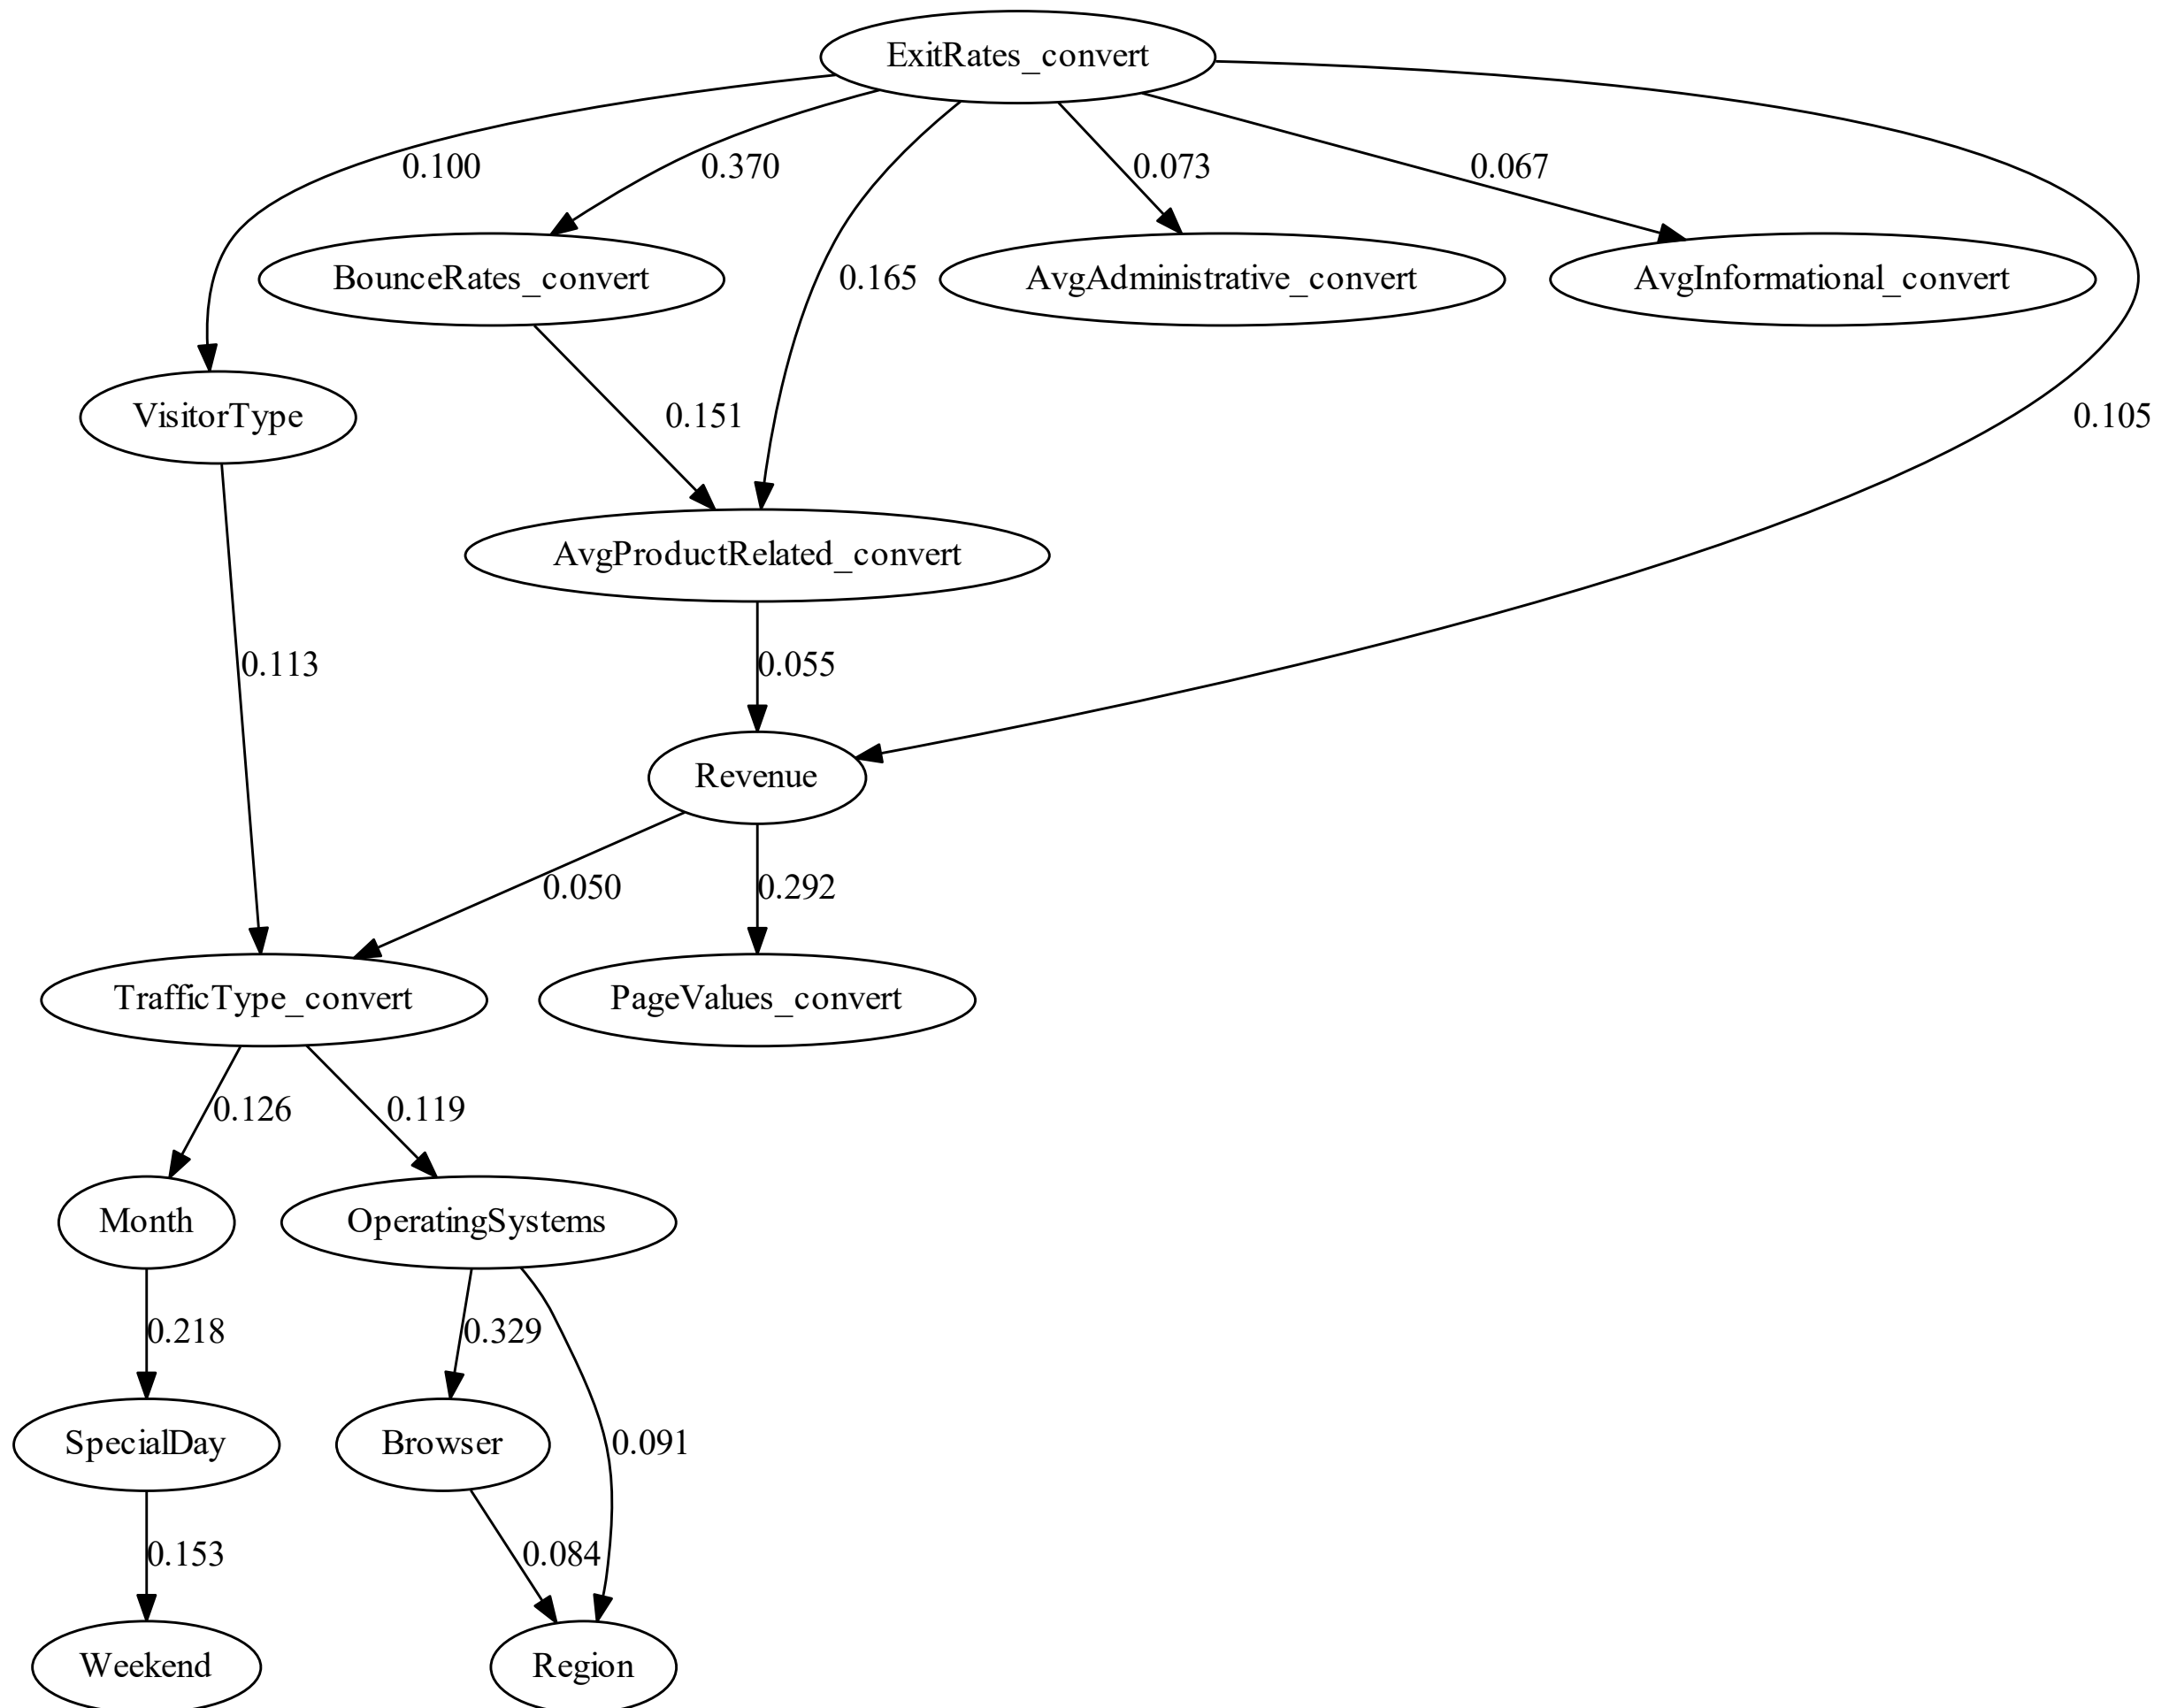 ExitRates_convert
0.100
0.370
0.073
0.067
BounceRates_convert
0.165
AvgAdministrative_convert
AvgInformational_convert
VisitorType
0.151
0.105
AvgProductRelated_convert
0.113
0.055
Revenue
0.050
0.292
TrafficType_convert
PageValues_convert
0.126
0.119
Month
OperatingSystems
0.218
0.329
SpecialDay
Browser
0.091
0.153
0.084
Weekend
Region